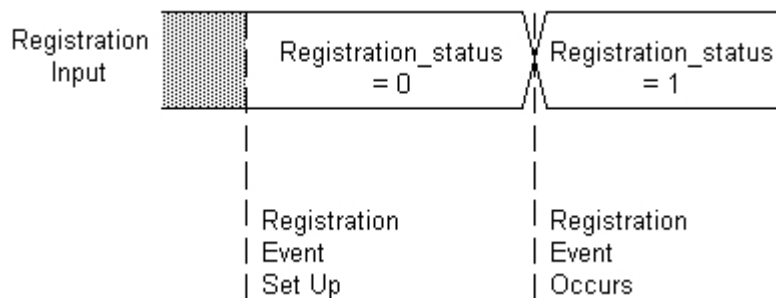 Registration
Input
Registration_status
= 0
Registration_status
= 1
Registration
Event
Set Up
Registration
Event
Occurs